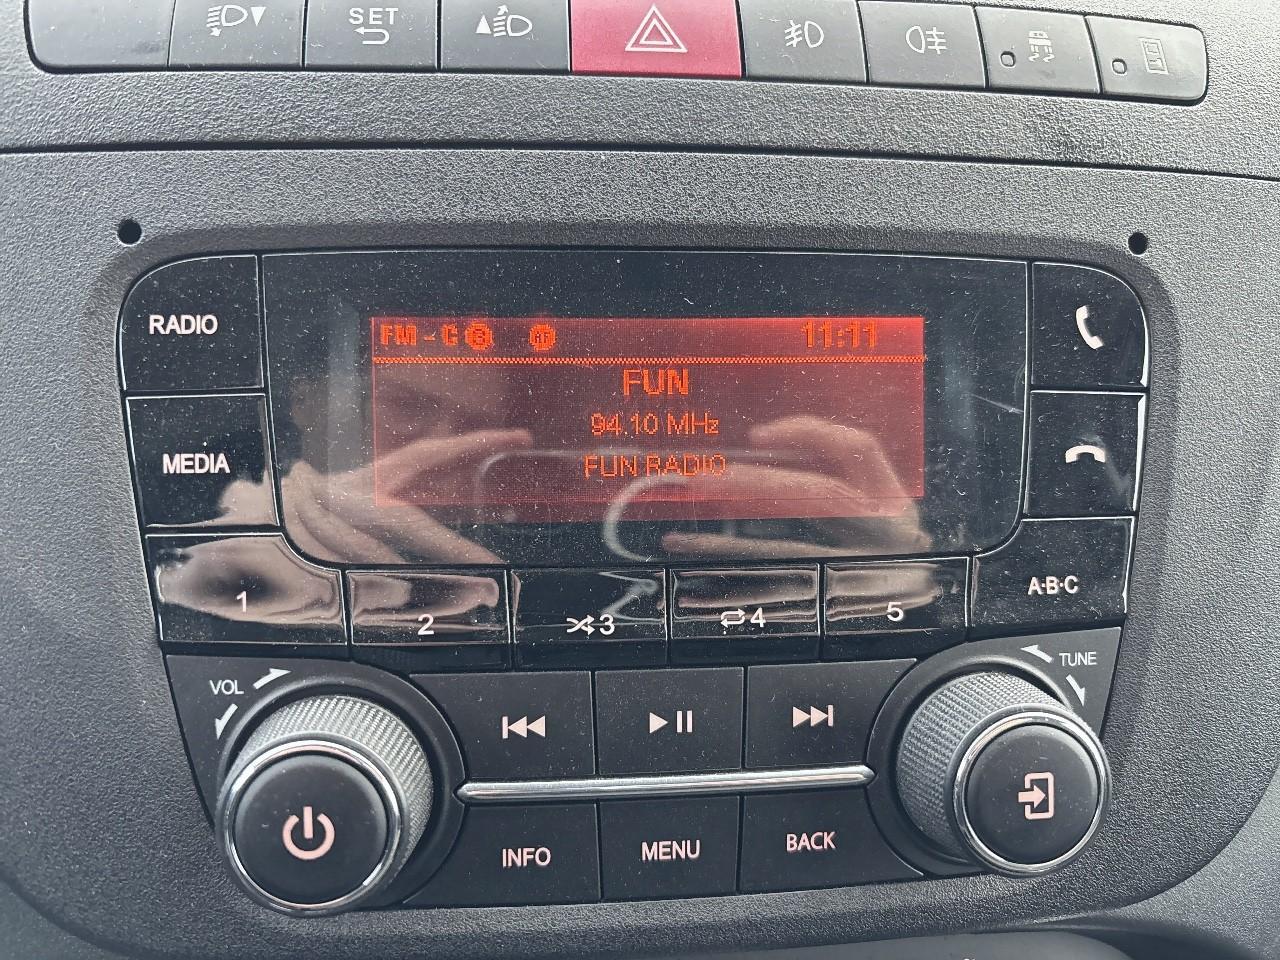 SET
RADIO
MEDIA
FM - C 3 11:11
FUN
94.10 MHz
FUN RADIO
1
2
3
4
5
A·B·C
VOL
TUNE
INFO
MENU
BACK